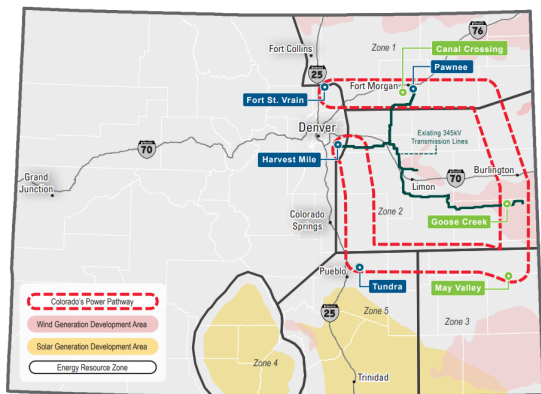 76
Zone 1
Canal Crossing
Fort Collins
25
Pawnee
Fort Morgan
Fort St. Vrain
Denver
Existing 345kV
Transmission Lines
70
Harvest Mile
Burlington
70
Grand
Junction
Limon
Zone 2
Goose Creek
Colorado
Springs
Pueblo
Tundra
May Valley
Colorado's Power Pathway
Wind Generation Development Area
Solar Generation Development Area
Energy Resource Zone
25
Zone 5
Zone 3
Zone 4
Trinidad